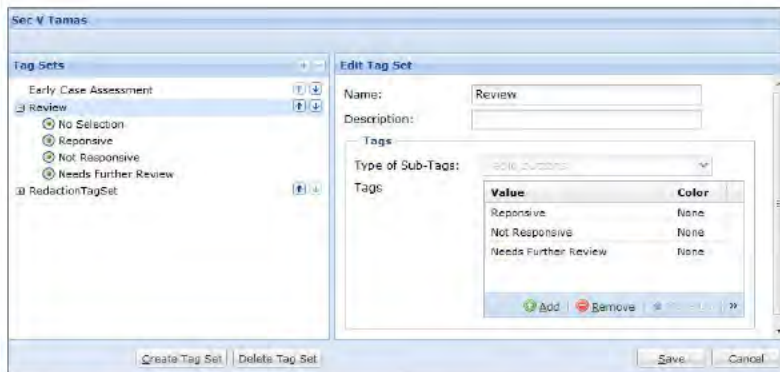 Sec V Tamas
Tag Sets
Early Case Assessment
Review
No Selection
Reponsive
Not Responsive
Needs Further Review
RedactionTagSet
Create Tag Set
Delete Tag Set
Edit Tag Set
Name: Review
Description:
Tags
Type of Sub-Tags:
Tags
Value Color
Reponsive None
Not Responsive None
Needs Further Review None
Add Remove »
Save Cancel